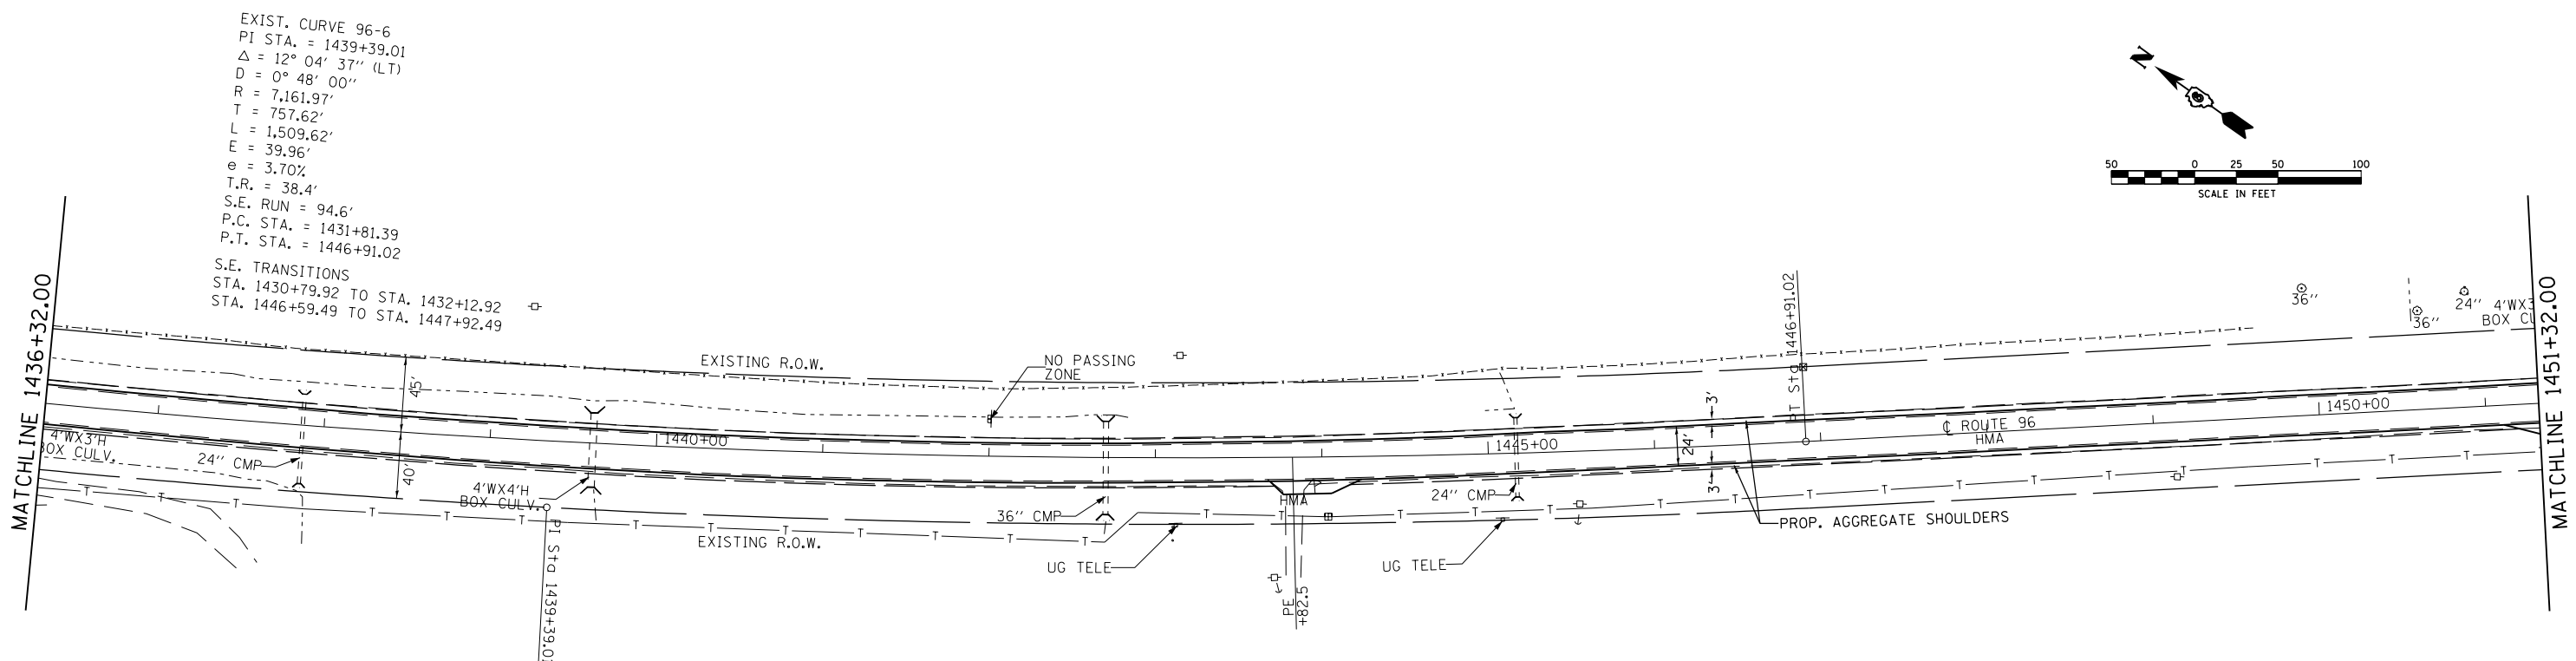 EXIST. CURVE 96-6
PI STA. = 1439+39.01
△ = 12° 04' 37'' (LT)
D = 0° 48' 00''
R = 7,161.97'
T = 757.62'
L = 1,509.62'
E = 39.96'
e = 3.70%
T.R. = 38.4'
S.E. RUN = 94.6'
P.C. STA. = 1431+81.39
P.T. STA. = 1446+91.02
S.E. TRANSITIONS
STA. 1430+79.92 TO STA. 1432+12.92
STA. 1446+59.49 TO STA. 1447+92.49
N
50 0 25 50 100
SCALE IN FEET
MATCHLINE 1436+32.00
EXISTING R.O.W.
NO PASSING
ZONE
45'
40'
4'WX3'H
BOX CULV.
24'' CMP
4'WX4'H
BOX CULV.
1440+00
PI Sta 1439+39.01
EXISTING R.O.W.
36'' CMP
UG TELE
HMA
P
PE
+82.5
24'' CMP
UG TELE
1445+00
3'
24'
3'
PT Sta 1446+91.02
PROP. AGGREGATE SHOULDERS
℄ ROUTE 96
HMA
1450+00
36''
36''
24''
4'WX3
BOX CU
T T T T T T T T T T T T T T T T T T T T T T T T T T T T T T T T
MATCHLINE 1451+32.00